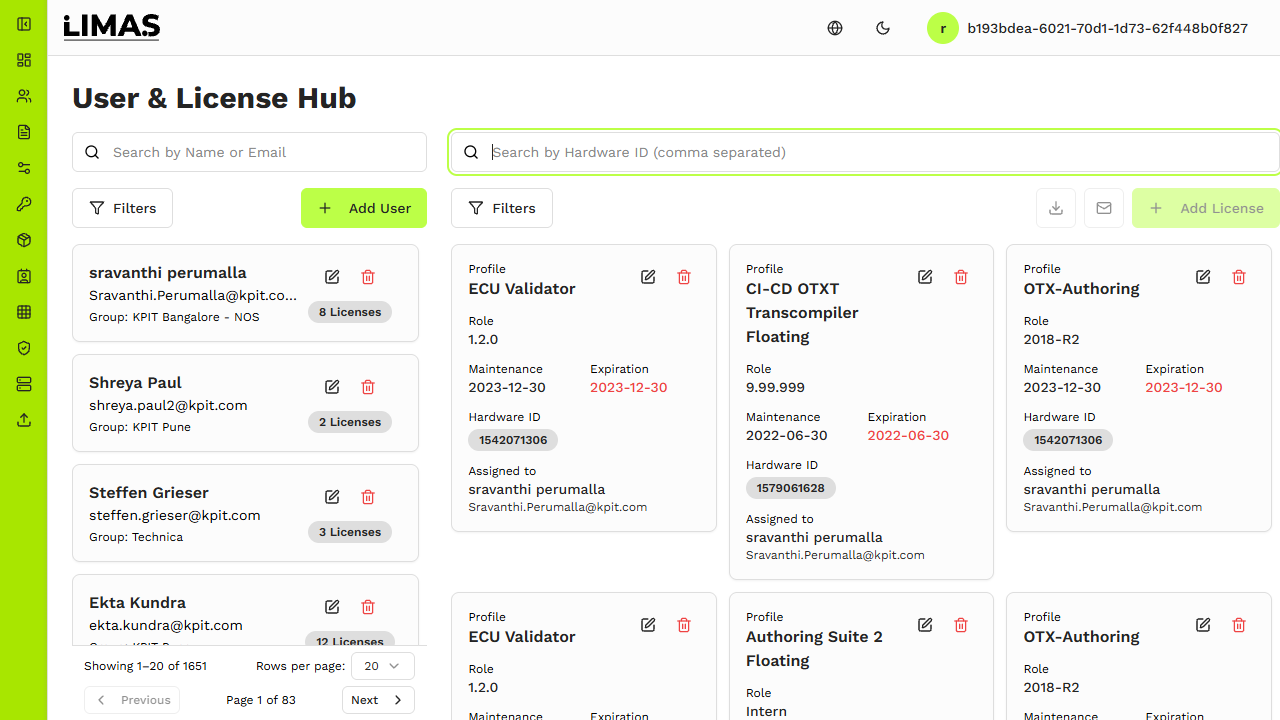 LIMAS
r
b193bdea-6021-70d1-1d73-62f448b0f827
User & License Hub
Search by Name or Email
Search by Hardware ID (comma separated)
Filters
Add User
Filters
Add License
sravanthi perumalla
Sravanthi.Perumalla@kpit.co...
Group: KPIT Bangalore - NOS
8 Licenses
Shreya Paul
shreya.paul2@kpit.com
Group: KPIT Pune
2 Licenses
Steffen Grieser
steffen.grieser@kpit.com
Group: Technica
3 Licenses
Ekta Kundra
ekta.kundra@kpit.com
12 Licenses
Showing 1–20 of 1651
Rows per page:
20
Previous
Page 1 of 83
Next
Profile
ECU Validator
Role
1.2.0
Maintenance
Expiration
2023-12-30
2023-12-30
Hardware ID
1542071306
Assigned to
sravanthi perumalla
Sravanthi.Perumalla@kpit.com
Profile
CI-CD OTXT
Transcompiler
Floating
Role
9.99.999
Maintenance
Expiration
2022-06-30
2022-06-30
Hardware ID
1579061628
Assigned to
sravanthi perumalla
Sravanthi.Perumalla@kpit.com
Profile
OTX-Authoring
Role
2018-R2
Maintenance
Expiration
2023-12-30
2023-12-30
Hardware ID
1542071306
Assigned to
sravanthi perumalla
Sravanthi.Perumalla@kpit.com
Profile
ECU Validator
Role
1.2.0
Maintenance
Expiration
Profile
Authoring Suite 2
Floating
Role
Intern
Profile
OTX-Authoring
Role
2018-R2
Maintenance
Expiration